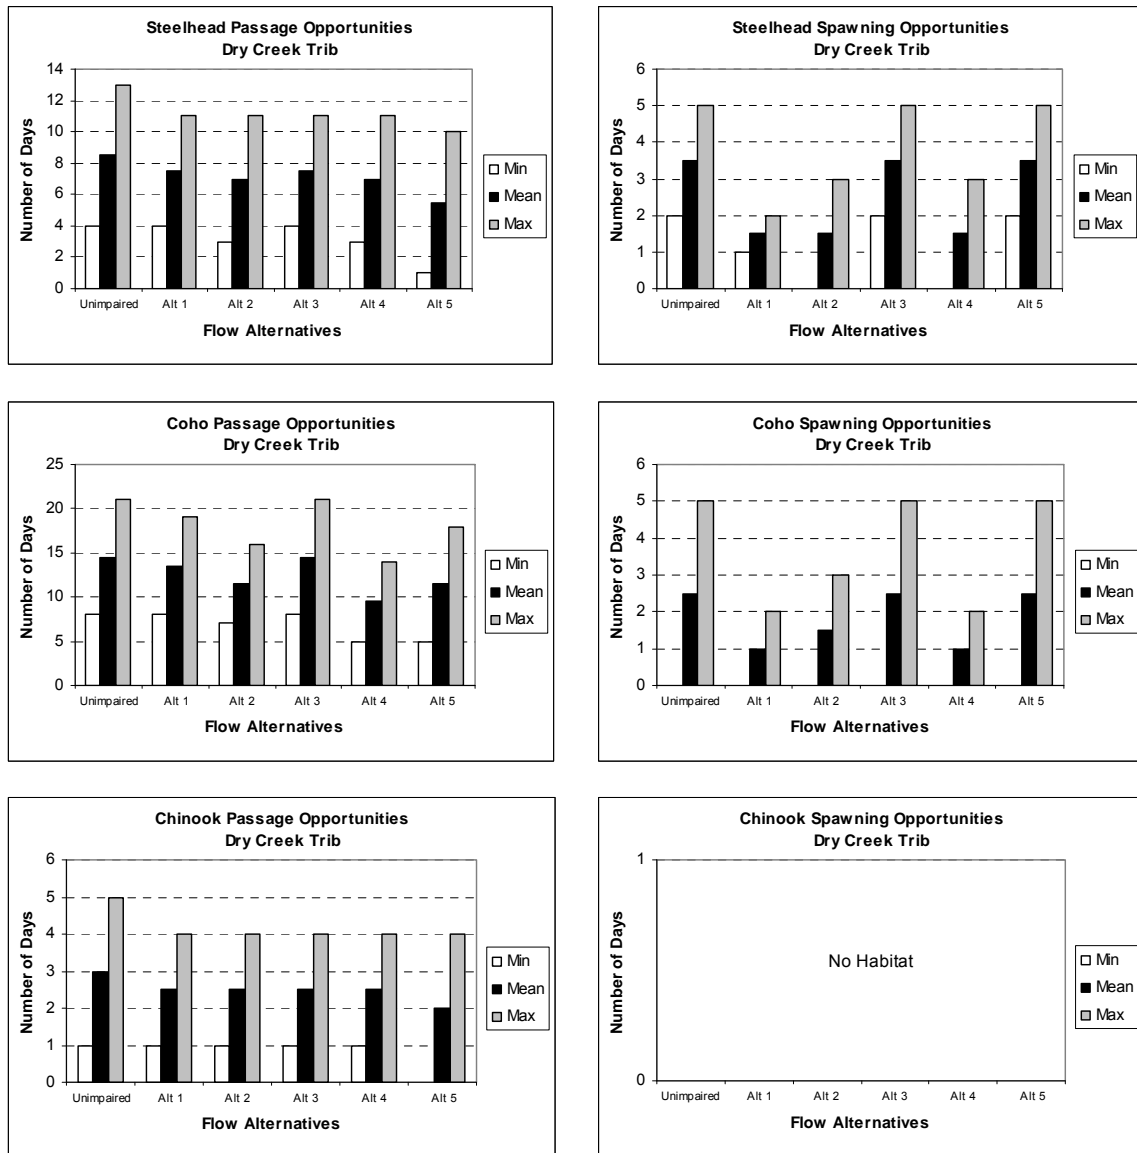 Steelhead Passage Opportunities
Dry Creek Trib
Number of Days
14
12
10
8
6
4
2
0
Unimpaired Alt 1 Alt 2 Alt 3 Alt 4 Alt 5
Flow Alternatives
Min
Mean
Max
Steelhead Spawning Opportunities
Dry Creek Trib
Number of Days
6
5
4
3
2
1
0
Unimpaired Alt 1 Alt 2 Alt 3 Alt 4 Alt 5
Flow Alternatives
Min
Mean
Max
Coho Passage Opportunities
Dry Creek Trib
Number of Days
25
20
15
10
5
0
Unimpaired Alt 1 Alt 2 Alt 3 Alt 4 Alt 5
Flow Alternatives
Min
Mean
Max
Coho Spawning Opportunities
Dry Creek Trib
Number of Days
6
5
4
3
2
1
0
Unimpaired Alt 1 Alt 2 Alt 3 Alt 4 Alt 5
Flow Alternatives
Min
Mean
Max
Chinook Passage Opportunities
Dry Creek Trib
Number of Days
6
5
4
3
2
1
0
Unimpaired Alt 1 Alt 2 Alt 3 Alt 4 Alt 5
Flow Alternatives
Min
Mean
Max
Chinook Spawning Opportunities
Dry Creek Trib
Number of Days
1
No Habitat
0
Unimpaired Alt 1 Alt 2 Alt 3 Alt 4 Alt 5
Flow Alternatives
Min
Mean
Max